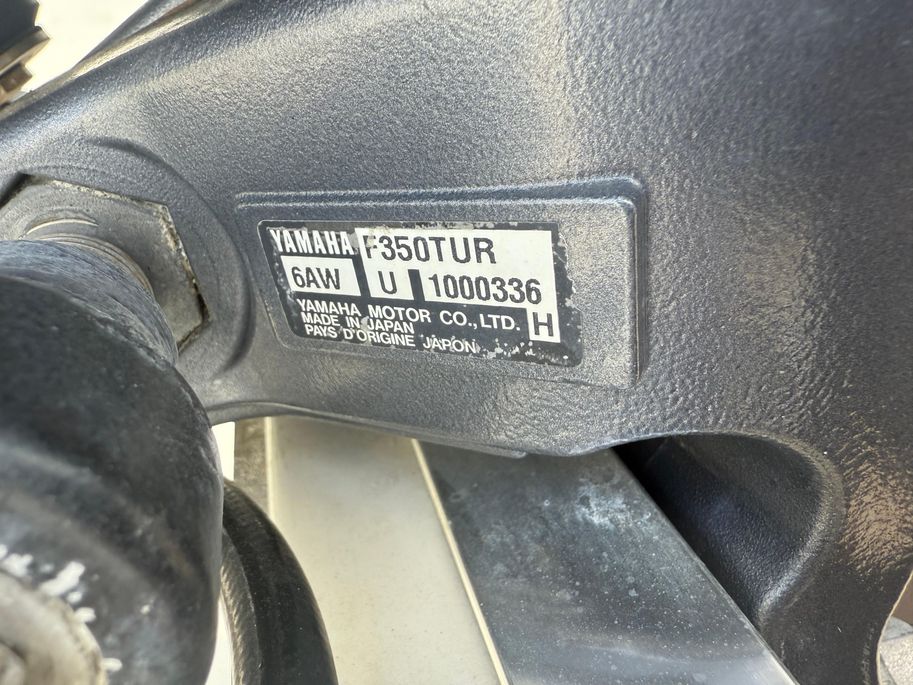 YAMAHA F350TUR
6AW U 1000336
YAMAHA MOTOR CO., LTD. H
MADE IN JAPAN
PAYS D'ORIGINE JAPON